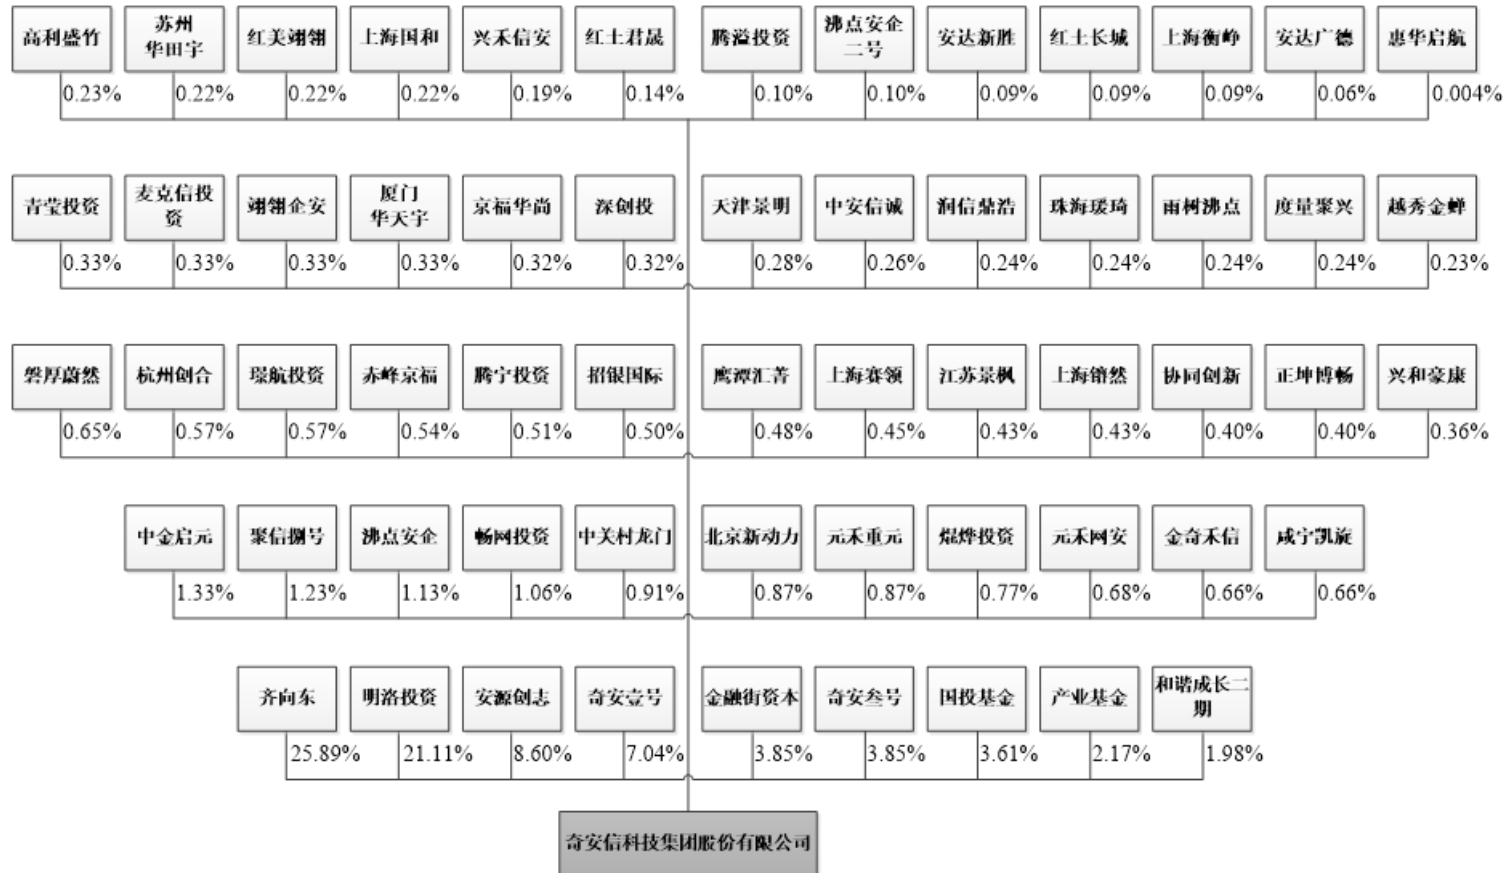 高利盛竹
苏州
华田宇
红美翊翎
上海国和
兴禾信安
红土君晟
腾溢投资
沸点安企
二号
安达新胜
红土长城
上海衡峥
安达广德
惠华启航
0.23%
0.22%
0.22%
0.22%
0.19%
0.14%
0.10%
0.10%
0.09%
0.09%
0.09%
0.06%
0.004%
青莹投资
麦克信投
资
翊翎企安
厦门
华天宇
京福华尚
深创投
天津景明
中安信诚
润信鼎浩
珠海瑗琦
雨树沸点
度量聚兴
越秀金蝉
0.33%
0.33%
0.33%
0.33%
0.32%
0.32%
0.28%
0.26%
0.24%
0.24%
0.24%
0.24%
0.23%
磐厚蔚然
杭州创合
璟航投资
赤峰京福
腾宁投资
招银国际
鹰潭汇菁
上海赛领
江苏景枫
上海锴然
协同创新
正坤博畅
兴和豪康
0.65%
0.57%
0.57%
0.54%
0.51%
0.50%
0.48%
0.45%
0.43%
0.43%
0.40%
0.40%
0.36%
中金启元
聚信捌号
沸点安企
畅网投资
中关村龙门
北京新动力
元禾重元
焜烨投资
元禾网安
金奇禾信
咸宁凯旋
1.33%
1.23%
1.13%
1.06%
0.91%
0.87%
0.87%
0.77%
0.68%
0.66%
0.66%
齐向东
明洛投资
安源创志
奇安壹号
金融街资本
奇安叁号
国投基金
产业基金
和谐成长二
期
25.89%
21.11%
8.60%
7.04%
3.85%
3.85%
3.61%
2.17%
1.98%
奇安信科技集团股份有限公司